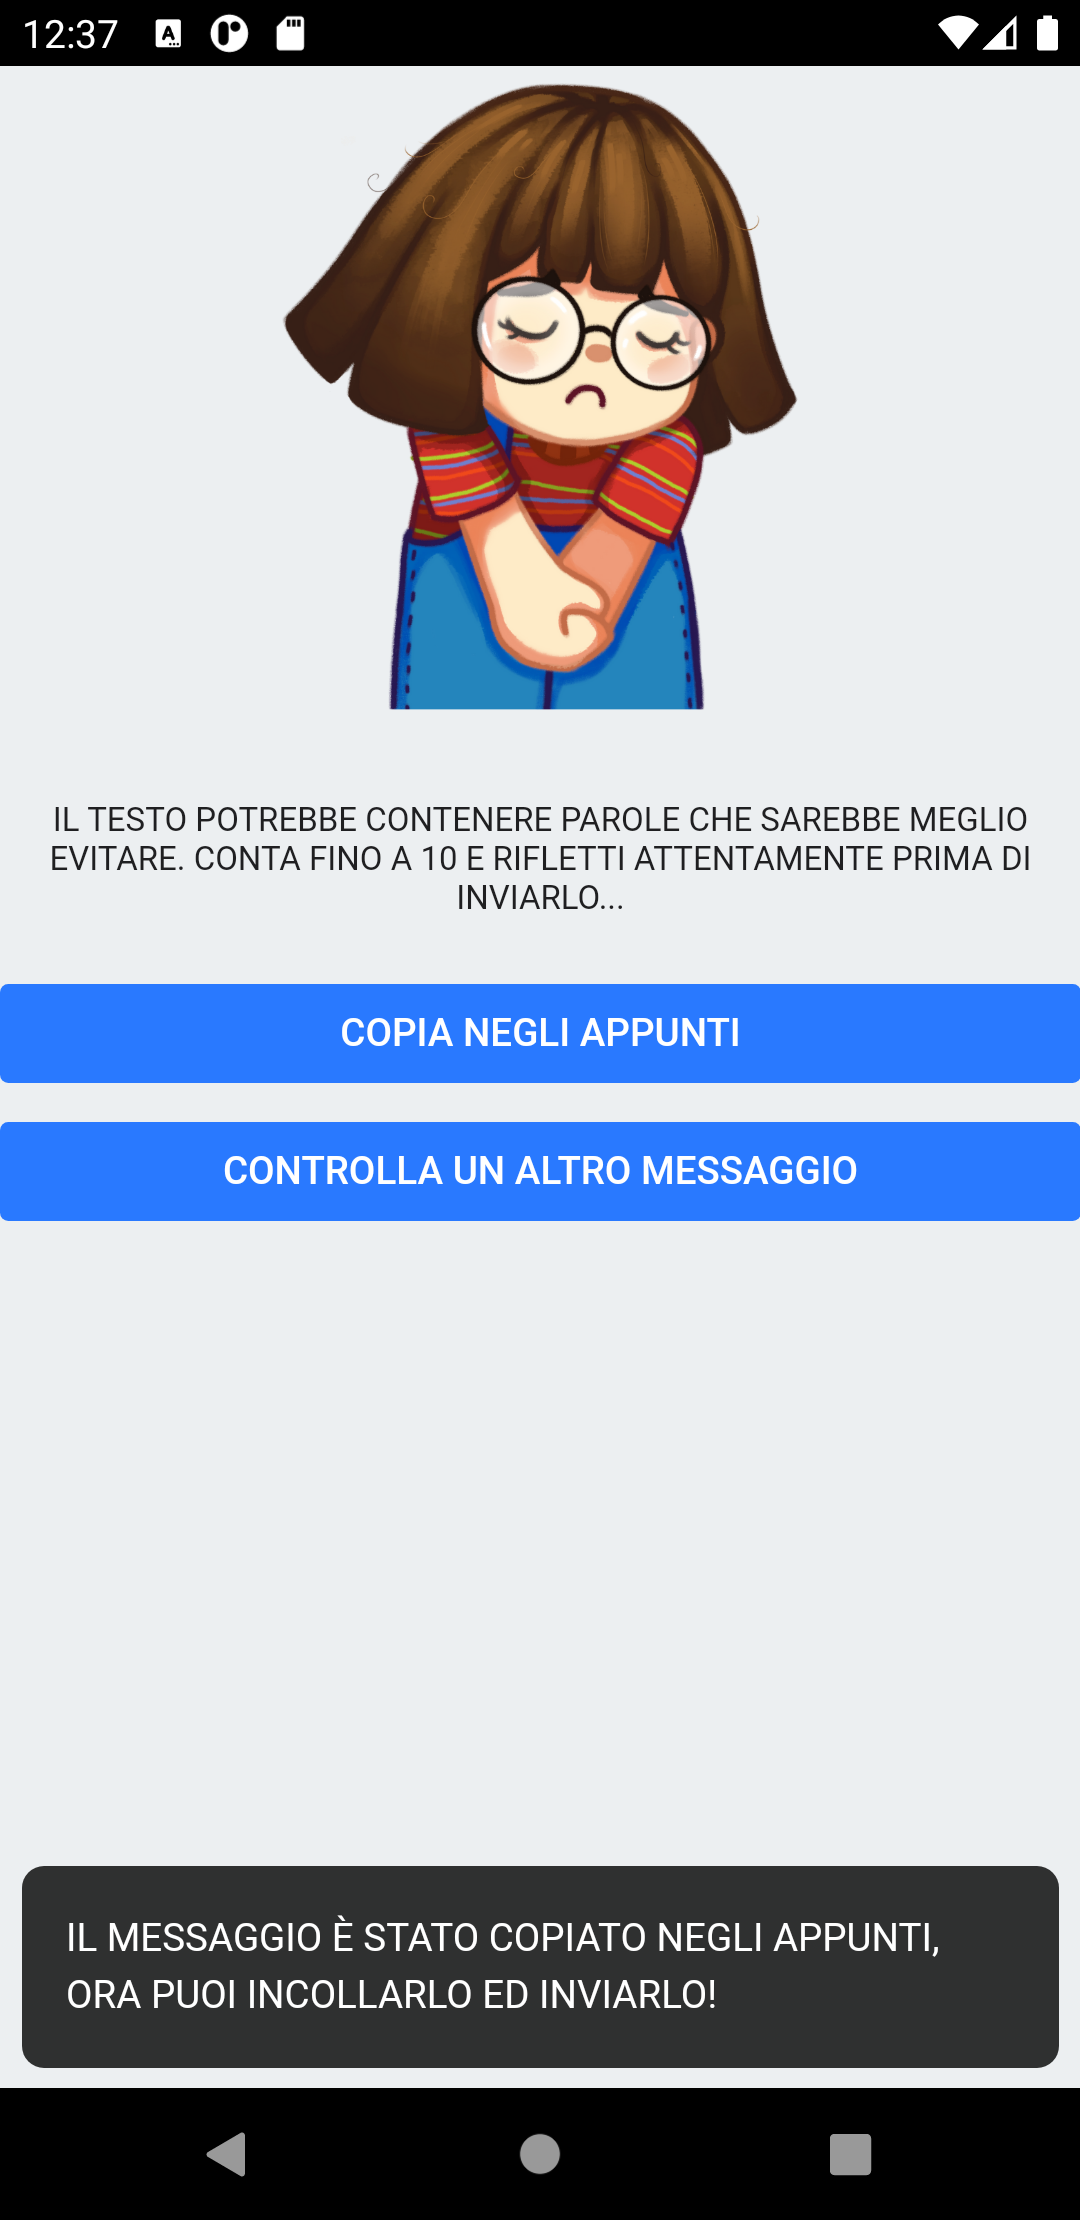 12:37
IL TESTO POTREBBE CONTENERE PAROLE CHE SAREBBE MEGLIO
EVITARE. CONTA FINO A 10 E RIFLETTI ATTENTAMENTE PRIMA DI
INVIARLO...
COPIA NEGLI APPUNTI
CONTROLLA UN ALTRO MESSAGGIO
IL MESSAGGIO È STATO COPIATO NEGLI APPUNTI,
ORA PUOI INCOLLARLO ED INVIARLO!